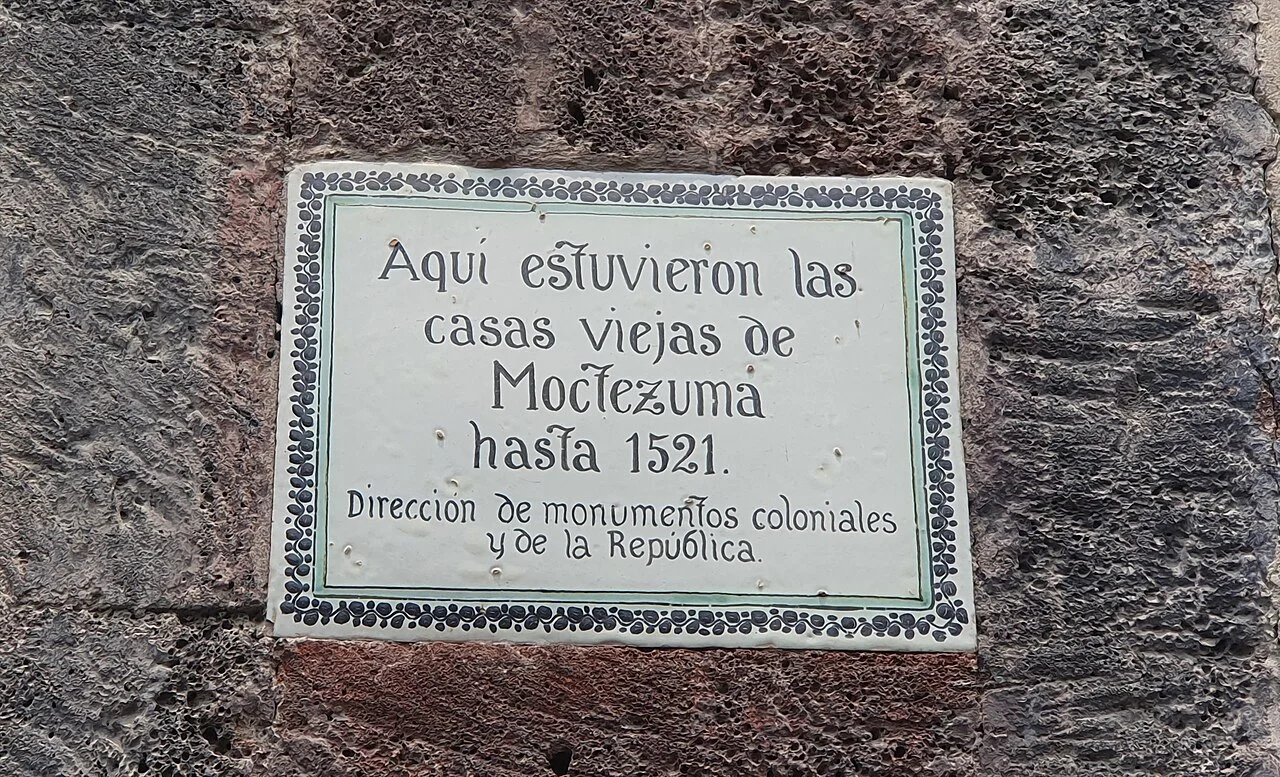 Aquí estuvieron las
casas viejas de
Moctezuma
hasta 1521.
Dirección de monumentos coloniales
y de la República.